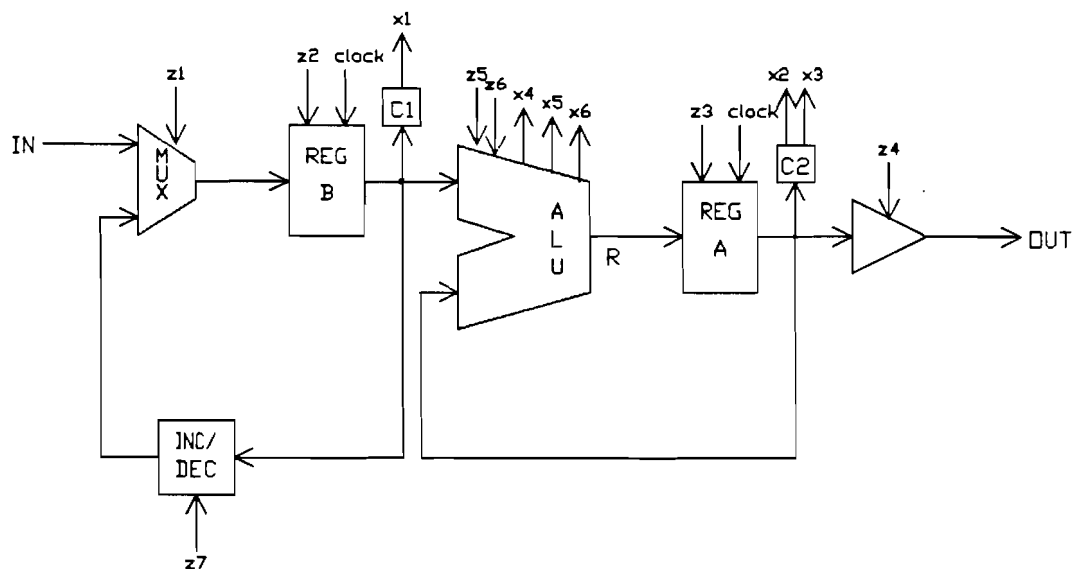 x1
z2 clock
x2 x3
z1
z5
z6
x4
x5
x6
z3 clock
C1
C2
z4
IN
MUX
REG
B
ALU
R
REG
A
OUT
INC/
DEC
z7